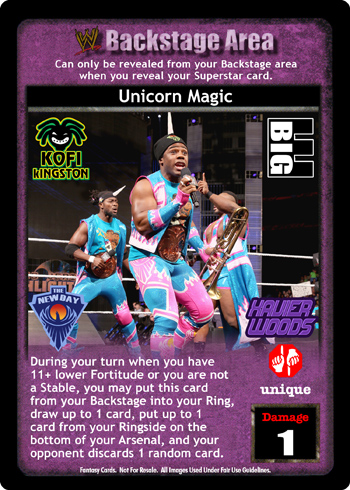 W Backstage Area
Can only be revealed from your Backstage area
when you reveal your Superstar card.
Unicorn Magic
KOFI
KINGSTON
BIG
E
THE
NEW DAY
XAVIER
WOODS
During your turn when you have
11+ lower Fortitude or you are not
a Stable, you may put this card
from your Backstage into your Ring,
draw up to 1 card, put up to 1
card from your Ringside on the
bottom of your Arsenal, and your
opponent discards 1 random card.
unique
Damage
1
Fantasy Cards. Not For Resale. All Images Used Under Fair Use Guidelines.